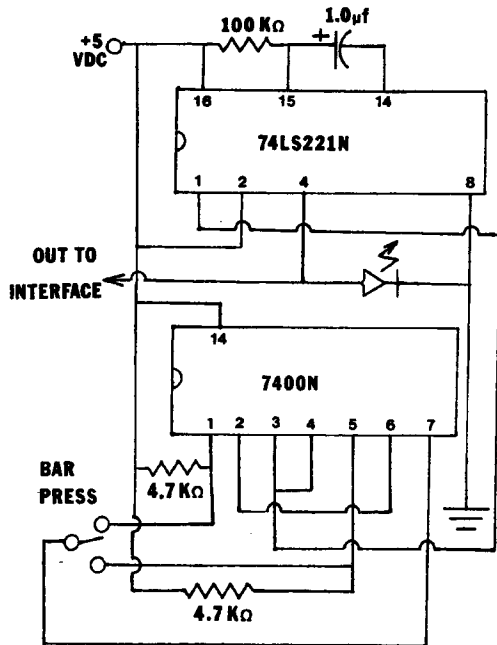 +5
VDC
100 KΩ
+
1.0μf
16
15
14
74LS221N
1
2
4
8
OUT TO
INTERFACE
14
7400N
1
2
3
4
5
6
7
BAR
PRESS
4.7 KΩ
4.7 KΩ